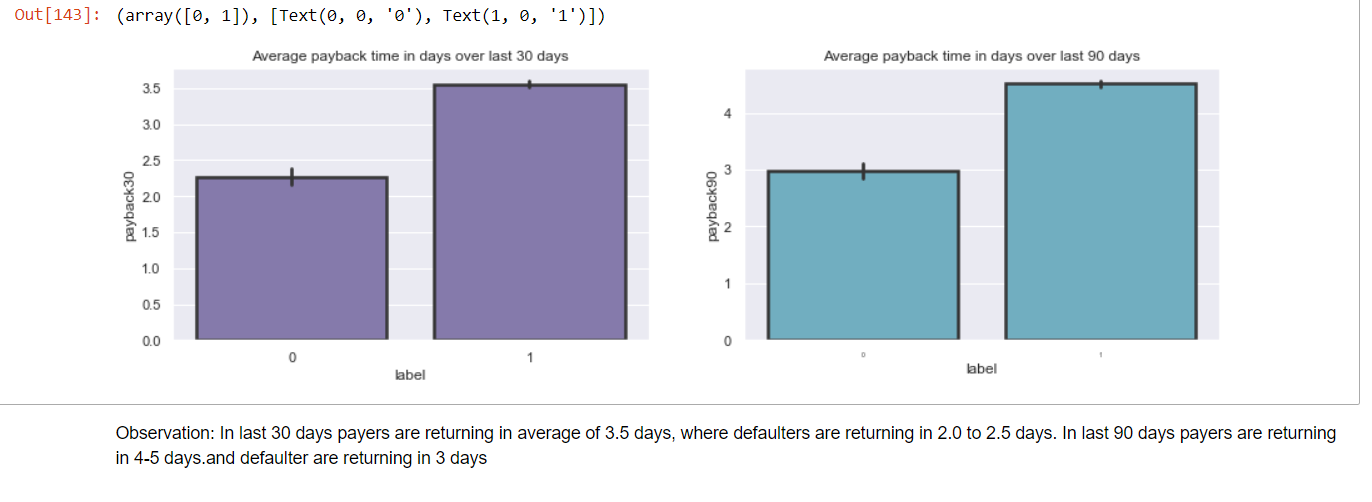 Out[143]: (array([0, 1]), [Text(0, 0, '0'), Text(1, 0, '1')])
Average payback time in days over last 30 days
3.5
3.0
2.5
2.0
1.5
1.0
0.5
0.0
payback30
0 1
label
Average payback time in days over last 90 days
4
3
2
1
0
payback90
0 1
label
Observation: In last 30 days payers are returning in average of 3.5 days, where defaulters are returning in 2.0 to 2.5 days. In last 90 days payers are returning
in 4-5 days.and defaulter are returning in 3 days